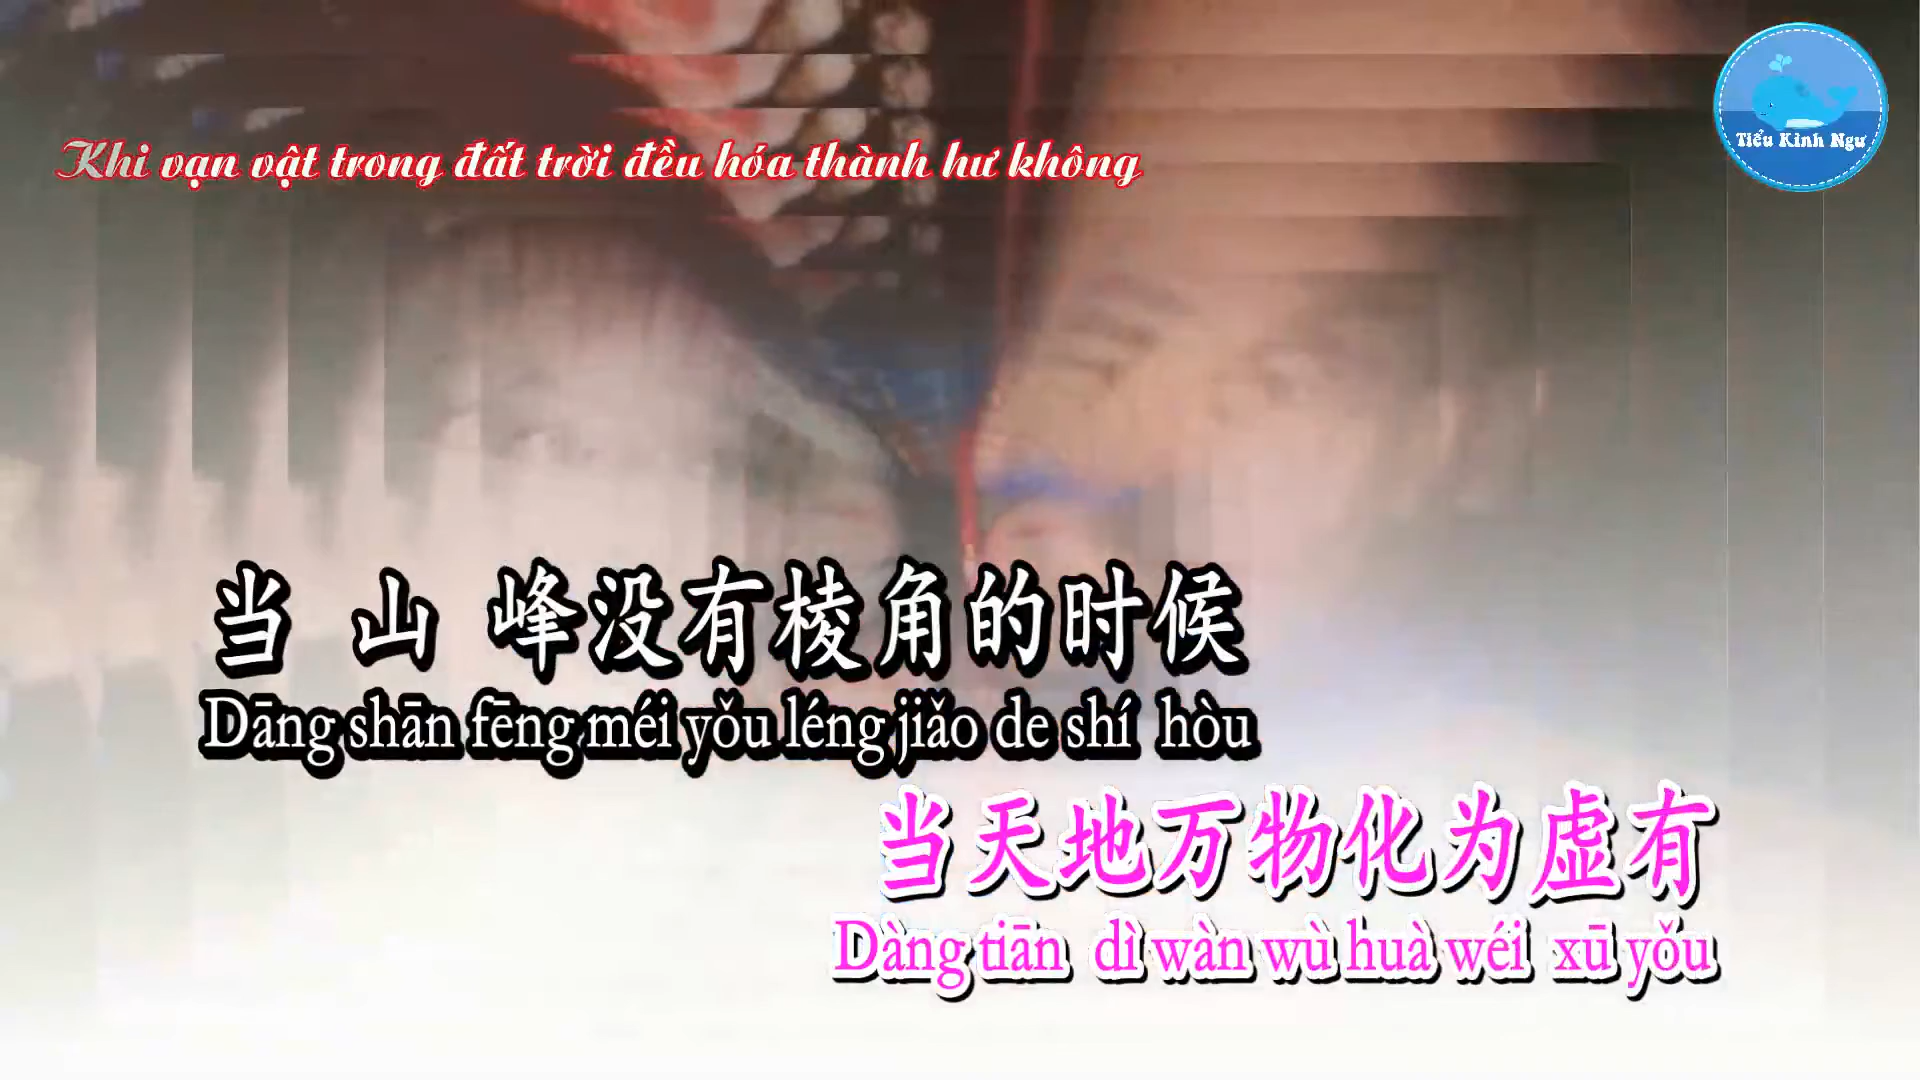 Tiểu Kình Ngư
Khi vạn vật trong đất trời đều hóa thành hư không
当 山 峰没有棱角的时候
Dāng shān fēng méi yǒu léng jiǎo de shí hòu
当天地万物化为虚有
Dàng tiān dì wàn wù huà wéi xū yǒu